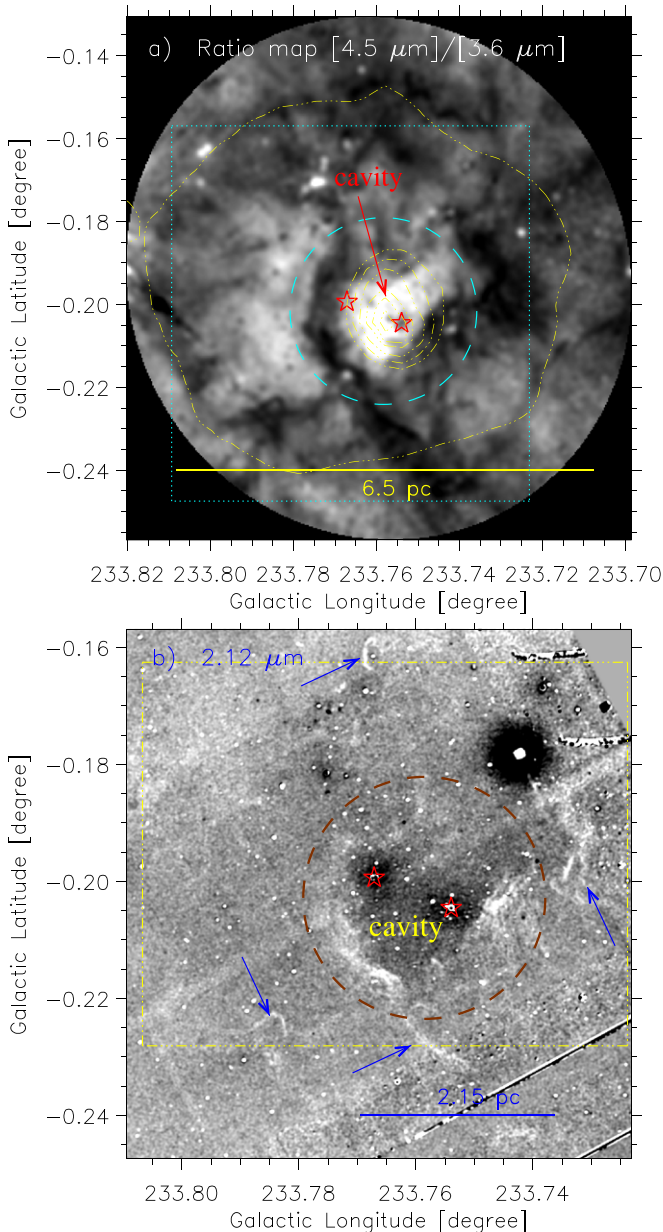 a) Ratio map [4.5 μm]/[3.6 μm]
−0.14
−0.16
−0.18
−0.20
−0.22
−0.24
Galactic Latitude [degree]
cavity
6.5 pc
233.82 233.80 233.78 233.76 233.74 233.72 233.70
Galactic Longitude [degree]
b) 2.12 μm
−0.16
−0.18
−0.20
−0.22
−0.24
Galactic Latitude [degree]
cavity
2.15 pc
233.80 233.78 233.76 233.74
Galactic Longitude [degree]